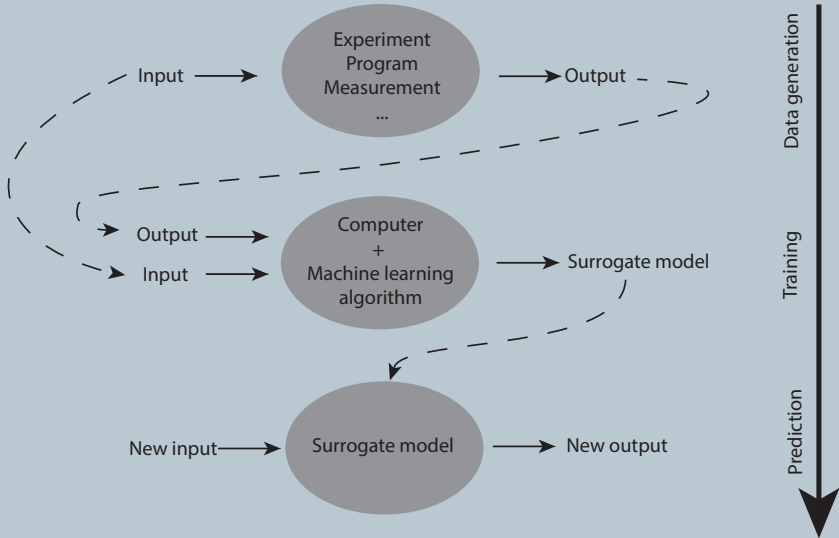 Experiment
Program
Measurement
...
Input
Output
Data generation
Output
Input
Computer
+
Machine learning
algorithm
Surrogate model
Training
New input
Surrogate model
New output
Prediction